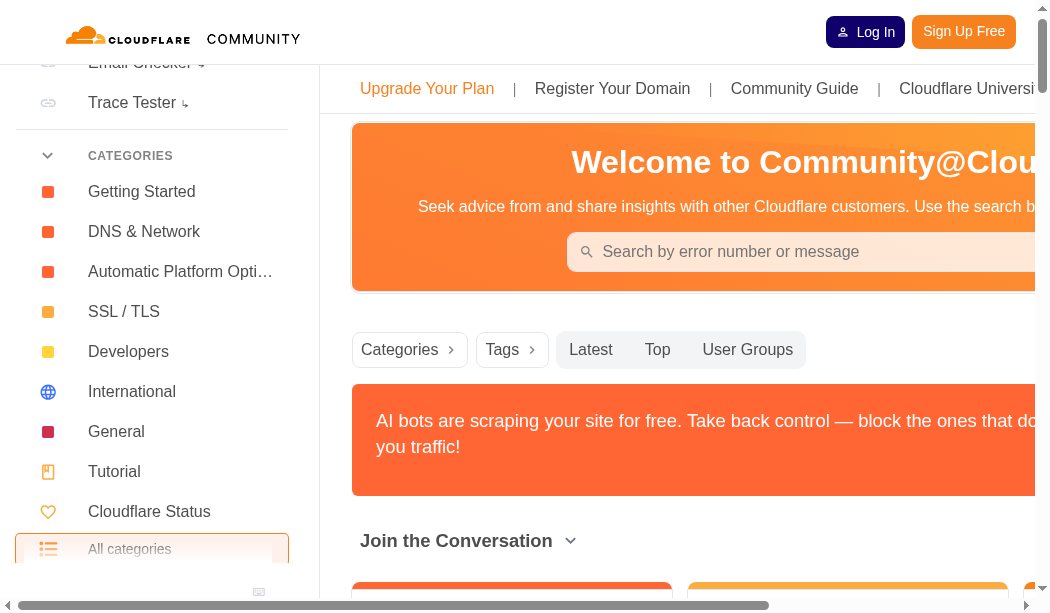 CLOUDFLARE COMMUNITY
Log In
Sign Up Free
Email Checker
Trace Tester
CATEGORIES
Getting Started
DNS & Network
Automatic Platform Opti…
SSL / TLS
Developers
International
General
Tutorial
Cloudflare Status
All categories
Upgrade Your Plan | Register Your Domain | Community Guide | Cloudflare Universi
Welcome to Community@Clou
Seek advice from and share insights with other Cloudflare customers. Use the search b
Search by error number or message
Categories
Tags
Latest
Top
User Groups
AI bots are scraping your site for free. Take back control — block the ones that do
you traffic!
Join the Conversation